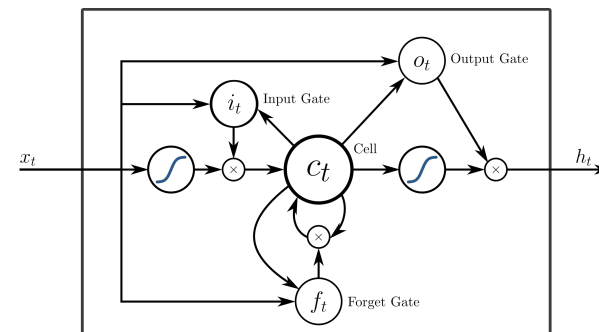 o_t
Output Gate
i_t
Input Gate
Cell
x_t
×
c_t
×
h_t
×
f_t
Forget Gate